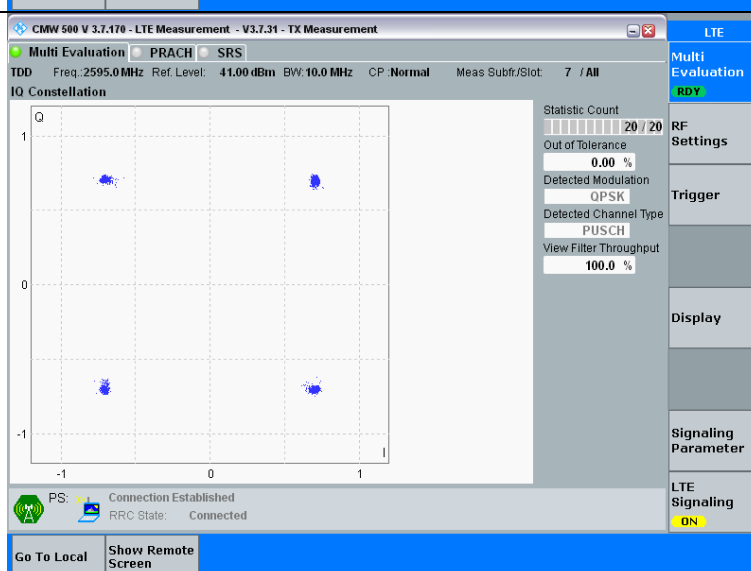 CMW 500 V 3.7.170 - LTE Measurement - V3.7.31 - TX Measurement
LTE
Multi Evaluation PRACH SRS
TDD Freq.:2595.0 MHz Ref. Level: 41.00 dBm BW: 10.0 MHz CP :Normal Meas Subfr./Slot: 7 / All
IQ Constellation
Q
1
0
-1
-1 0 1
I
Statistic Count
20 / 20
Out of Tolerance
0.00 %
Detected Modulation
QPSK
Detected Channel Type
PUSCH
View Filter Throughput
100.0 %
PS: Connection Established
RRC State: Connected
Multi
Evaluation
RDY
RF
Settings
Trigger
Display
Signaling
Parameter
LTE
Signaling
ON
Go To Local
Show Remote
Screen